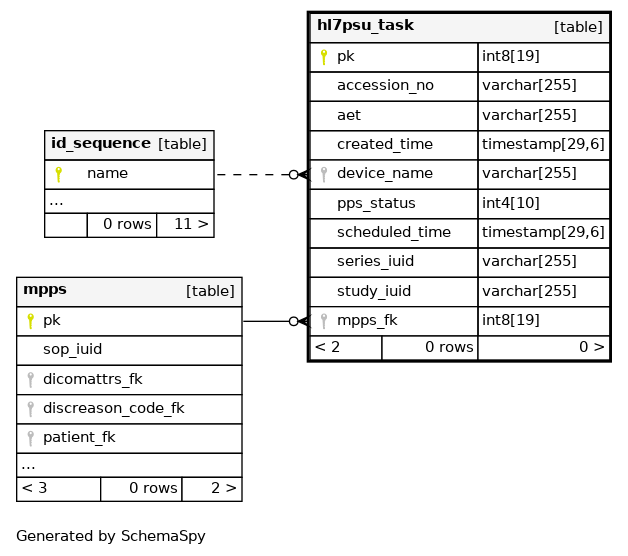 hl7psu_task [table]
pk int8[19]
accession_no varchar[255]
aet varchar[255]
created_time timestamp[29,6]
device_name varchar[255]
pps_status int4[10]
scheduled_time timestamp[29,6]
series_iuid varchar[255]
study_iuid varchar[255]
mpps_fk int8[19]
< 2 0 rows 0 >
id_sequence [table]
name
...
0 rows 11 >
mpps [table]
pk
sop_iuid
dicomattrs_fk
discreason_code_fk
patient_fk
...
< 3 0 rows 2 >
Generated by SchemaSpy